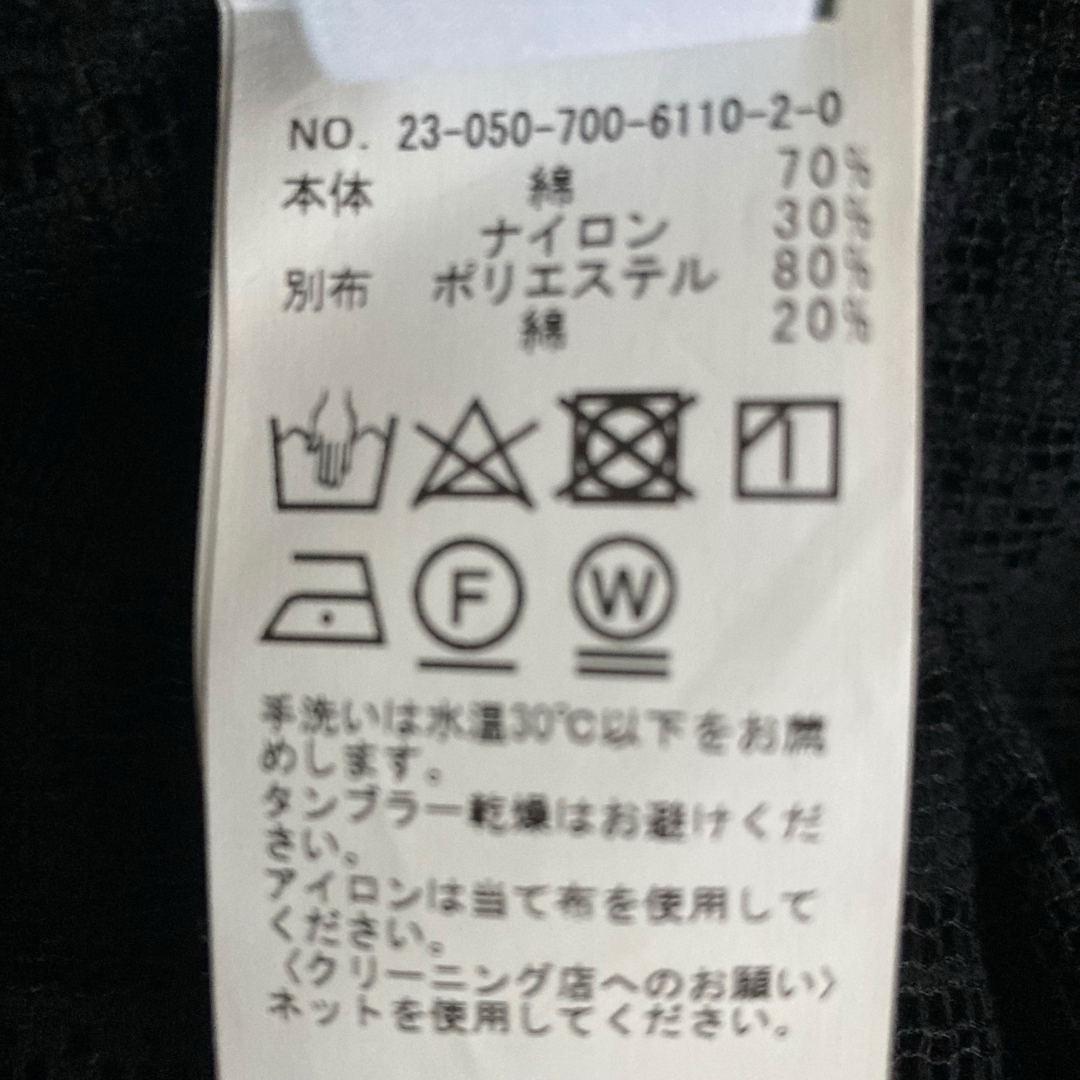 NO. 23-050-700-6110-2-0
本体 綿 70%
ナイロン 30%
別布 ポリエステル 80%
綿 20%
F W
手洗いは水温30℃以下をお薦
めします。
タンブラー乾燥はお避けくだ
さい。
アイロンは当て布を使用して
ください。
〈クリーニング店へのお願い〉
ネットを使用してください。